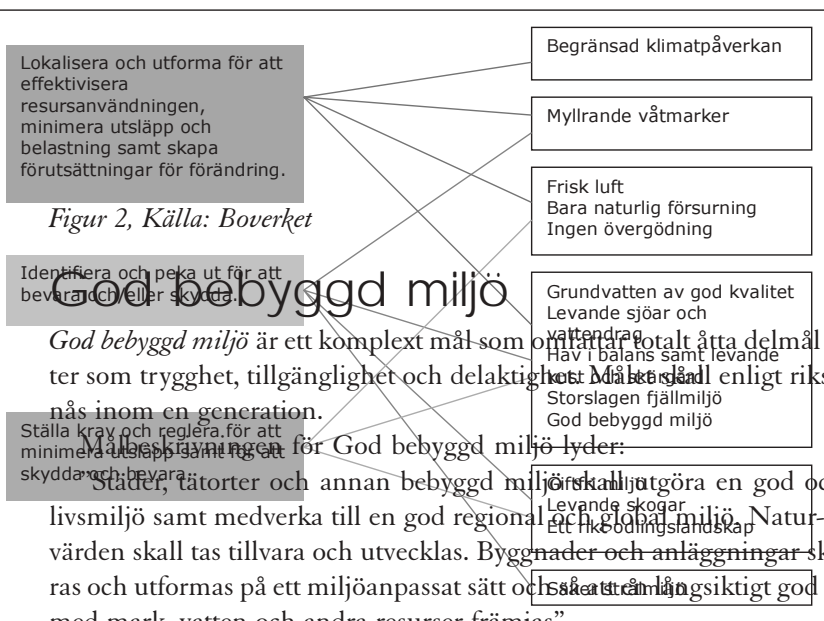 Lokalisera och utforma för att
effektivisera
resursanvändningen,
minimera utsläpp och
belastning samt skapa
förutsättningar för förändring.
Identifiera och peka ut för att
bevara och/eller skydda.
Ställa krav och reglera för att
minimera utsläpp samt för att
skydda och bevara.
Begränsad klimatpåverkan
Myllrande våtmarker
Frisk luft
Bara naturlig försurning
Ingen övergödning
Grundvatten av god kvalitet
Levande sjöar och
vattendrag
Hav i balans samt levande
kust och skärgård
Storslagen fjällmiljö
God bebyggd miljö
Giftfri miljö
Levande skogar
Ett rikt odlingslandskap
Säker strålmiljö
Figur 2, Källa: Boverket
God bebyggd miljö
God bebyggd miljö är ett komplext mål som omfattar totalt åtta delmål
ter som trygghet, tillgänglighet och delaktighet. Målet skall enligt riks
nås inom en generation.
Målbeskrivningen för God bebyggd miljö lyder:
”Städer, tätorter och annan bebyggd miljö skall utgöra en god oc
livsmiljö samt medverka till en god regional och global miljö. Natur-
värden skall tas tillvara och utvecklas. Byggnader och anläggningar sk
ras och utformas på ett miljöanpassat sätt och så att en långsiktigt god
med mark, vatten och andra resurser främjas”